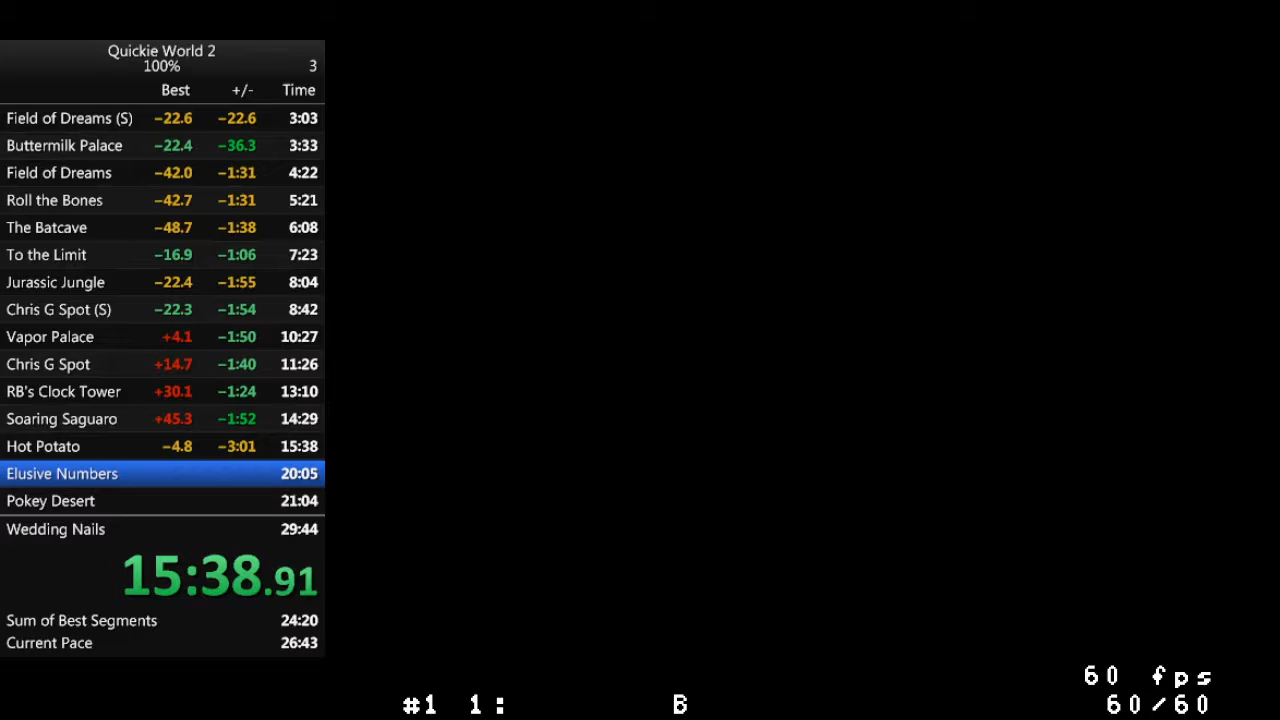 Quickie World 2
100% 3
Best +/- Time
Field of Dreams (S) −22.6 −22.6 3:03
Buttermilk Palace −22.4 −36.3 3:33
Field of Dreams −42.0 −1:31 4:22
Roll the Bones −42.7 −1:31 5:21
The Batcave −48.7 −1:38 6:08
To the Limit −16.9 −1:06 7:23
Jurassic Jungle −22.4 −1:55 8:04
Chris G Spot (S) −22.3 −1:54 8:42
Vapor Palace +4.1 −1:50 10:27
Chris G Spot +14.7 −1:40 11:26
RB's Clock Tower +30.1 −1:24 13:10
Soaring Saguaro +45.3 −1:52 14:29
Hot Potato −4.8 −3:01 15:38
Elusive Numbers 20:05
Pokey Desert 21:04
Wedding Nails 29:44
15:38.91
Sum of Best Segments 24:20
Current Pace 26:43
60 fps
#1 1: B 60/60